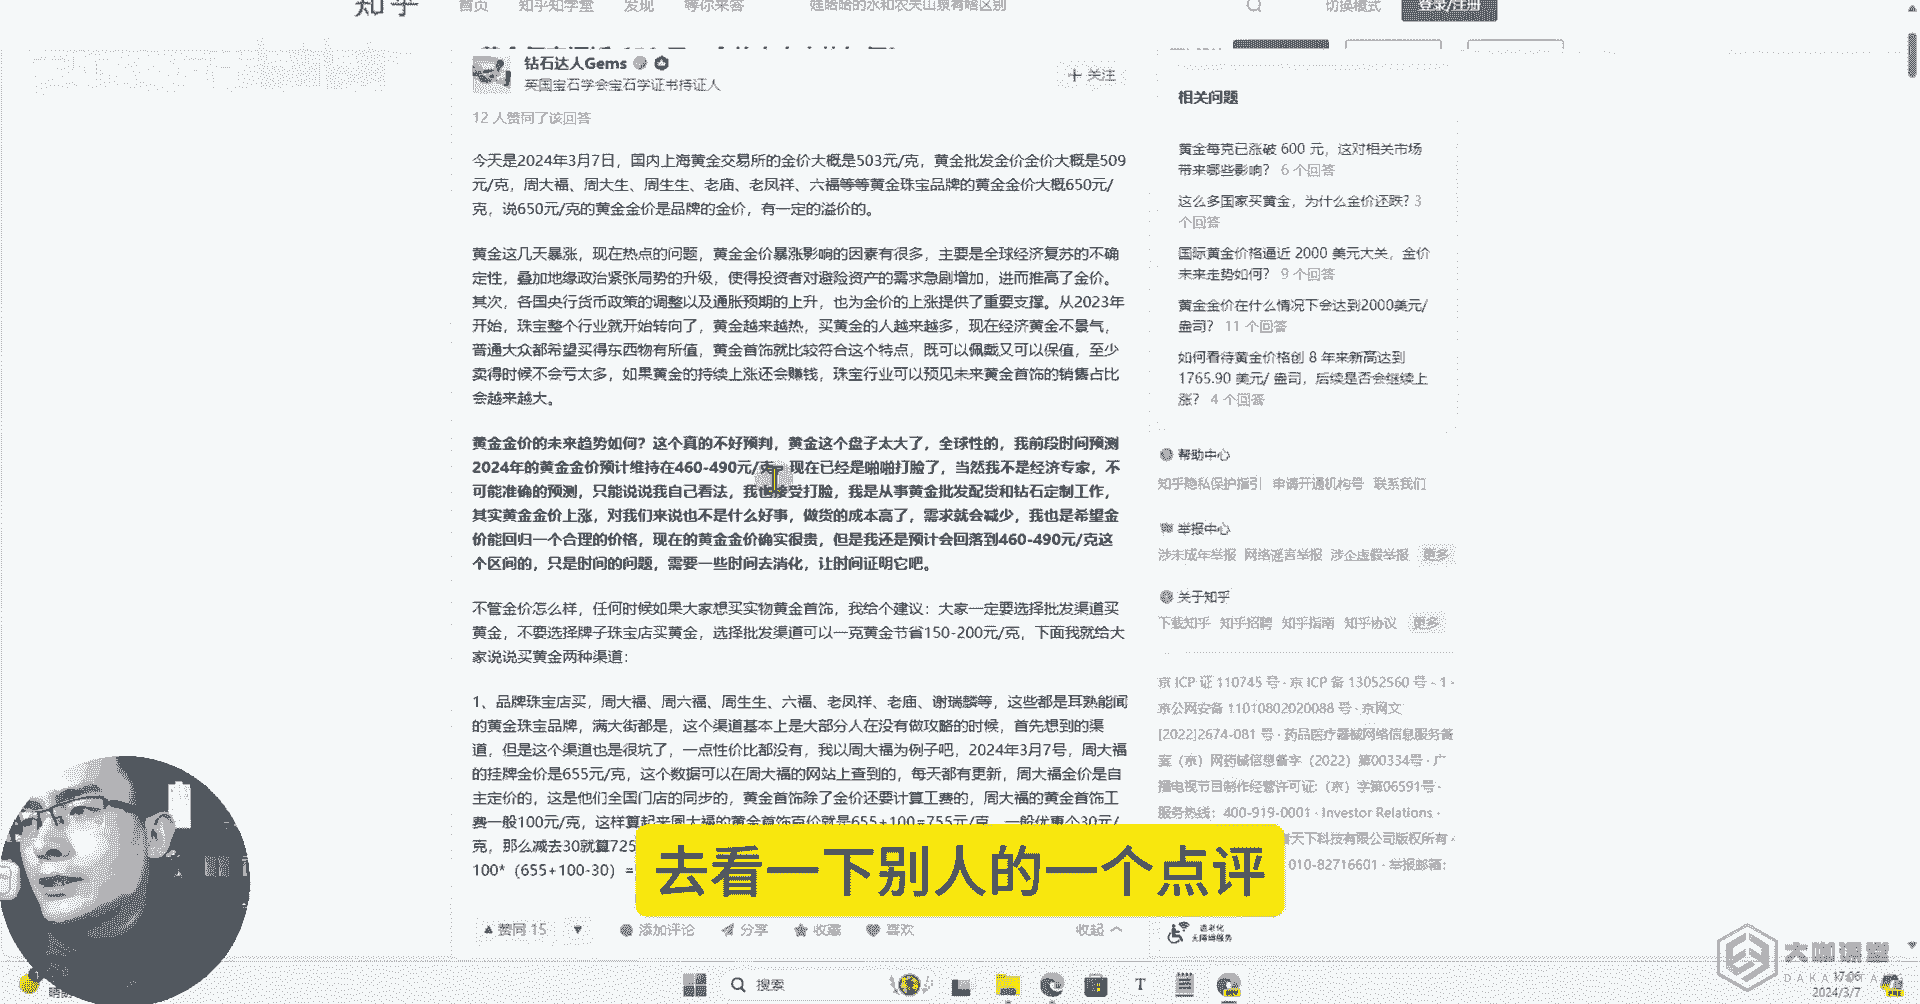 知乎
首页 知乎知学堂 发现 等你来答
娃哈哈的水和农夫山泉有啥区别
切换模式
登录/注册
钻石达人Gems
英国宝石学会宝石学证书持证人
+ 关注
12 人赞同了该回答
今天是2024年3月7日，国内上海黄金交易所的金价大概是503元/克，黄金批发金价金价大概是509
元/克，周大福、周大生、周生生、老庙、老凤祥、六福等等黄金珠宝品牌的黄金金价大概650元/
克，说650元/克的黄金金价是品牌的金价，有一定的溢价的。
黄金这几天暴涨，现在热点的问题，黄金金价暴涨影响的因素有很多，主要是全球经济复苏的不确
定性，叠加地缘政治紧张局势的升级，使得投资者对避险资产的需求急剧增加，进而推高了金价。
其次，各国央行货币政策的调整以及通胀预期的上升，也为金价的上涨提供了重要支撑。从2023年
开始，珠宝整个行业就开始转向了，黄金越来越热，买黄金的人越来越多，现在经济黄金不景气，
普通大众都希望买得东西物有所值，黄金首饰就比较符合这个特点，既可以佩戴又可以保值，至少
卖得时候不会亏太多，如果黄金的持续上涨还会赚钱，珠宝行业可以预见未来黄金首饰的销售占比
会越来越大。
黄金金价的未来趋势如何？这个真的不好预判，黄金这个盘子太大了，全球性的，我前段时间预测
2024年的黄金金价预计维持在460-490元/克，现在已经是啪啪打脸了，当然我不是经济专家，不
可能准确的预测，只能说说我自己看法，我也接受打脸，我是从事黄金批发配货和钻石定制工作，
其实黄金金价上涨，对我们来说也不是什么好事，做货的成本高了，需求就会减少，我也是希望金
价能回归一个合理的价格，现在的黄金金价确实很贵，但是我还是预计会回落到460-490元/克这
个区间的，只是时间的问题，需要一些时间去消化，让时间证明它吧。
不管金价怎么样，任何时候如果大家想买实物黄金首饰，我给个建议：大家一定要选择批发渠道买
黄金，不要选择牌子珠宝店买黄金，选择批发渠道可以一克黄金节省150-200元/克，下面我就给大
家说说买黄金两种渠道：
1、品牌珠宝店买，周大福、周六福、周生生、六福、老凤祥、老庙、谢瑞麟等，这些都是耳熟能闻
的黄金珠宝品牌，满大街都是，这个渠道基本上是大部分人在没有做攻略的时候，首先想到的渠
道，但是这个渠道也是很坑了，一点性价比都没有，我以周大福为例子吧，2024年3月7号，周大福
的挂牌金价是655元/克，这个数据可以在周大福的网站上查到的，每天都有更新，周大福金价是自
主定价的，这是他们全国门店的同步的，黄金首饰除了金价还要计算工费的，周大福的黄金首饰工
费一般100元/克，这样算起来周大福的黄金首饰克价就是655+100=755元/克，一般优惠个30元/
克，那么减去30就算725
100*（655+100-30）=
赞同 15
添加评论 分享 收藏 喜欢
收起
相关问题
黄金每克已涨破 600 元，这对相关市场
带来哪些影响？ 6 个回答
这么多国家买黄金，为什么金价还跌? 3
个回答
国际黄金价格逼近 2000 美元大关，金价
未来走势如何？ 9 个回答
黄金金价在什么情况下会达到2000美元/
盎司？ 11 个回答
如何看待黄金价格创 8 年来新高达到
1765.90 美元/ 盎司，后续是否会继续上
涨？ 4 个回答
帮助中心
知乎隐私保护指引 申请开通机构号 联系我们
举报中心
涉未成年举报 网络谣言举报 涉企虚假举报 更多
关于知乎
下载知乎 知乎招聘 知乎指南 知乎协议 更多
京 ICP 证 110745 号 · 京 ICP 备 13052560 号 - 1 ·
京公网安备 11010802020088 号 · 京网文
[2022]2674-081 号 · 药品医疗器械网络信息服务备
案（京）网药械信息备字（2022）第00334号 · 广
播电视节目制作经营许可证:（京）字第06591号 ·
服务热线：400-919-0001 · Investor Relations ·
者天下科技有限公司版权所有 ·
010-82716601 · 举报邮箱:
适老化
无障碍服务
去看一下别人的一个点评
搜索
大咖课堂
17:06
2024/3/7